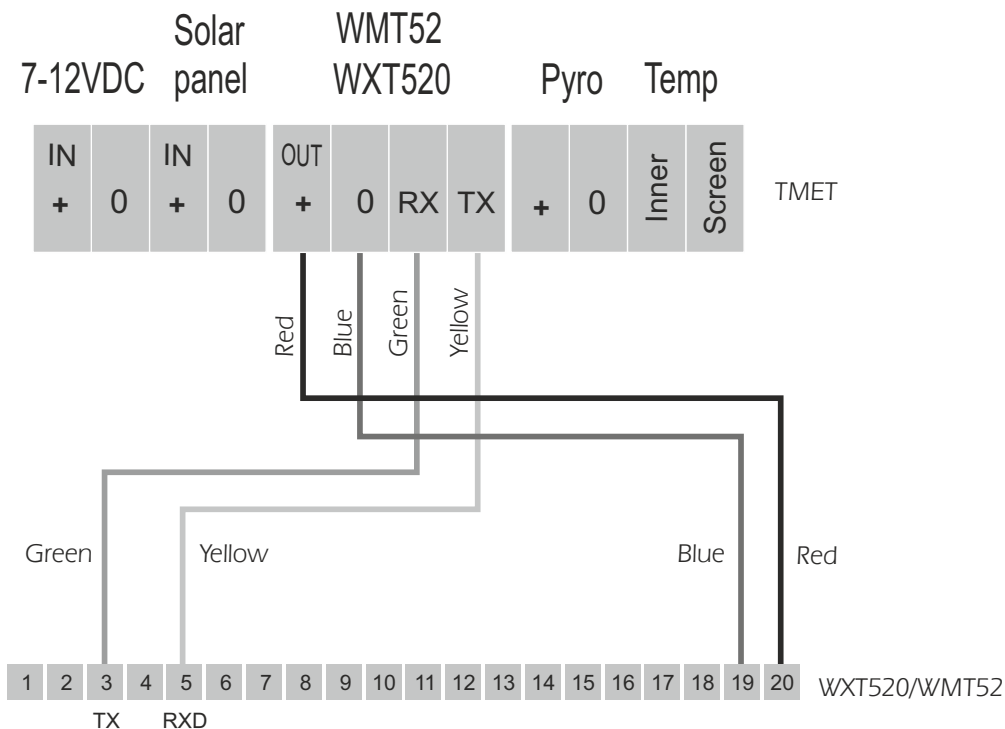 Solar WMT52
7-12VDC panel WXT520 Pyro Temp
IN IN OUT
+ 0 + 0 + 0 RX TX + 0 Inner Screen
TMET
Red Blue Green Yellow
Green Yellow Blue Red
1 2 3 4 5 6 7 8 9 10 11 12 13 14 15 16 17 18 19 20 WXT520/WMT52
TX RXD